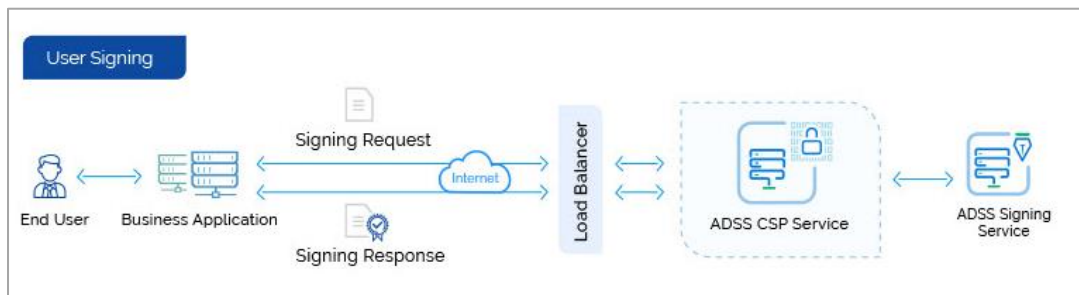 User Signing
Signing Request
Internet
Load Balancer
End User
Business Application
ADSS CSP Service
ADSS Signing
Service
Signing Response